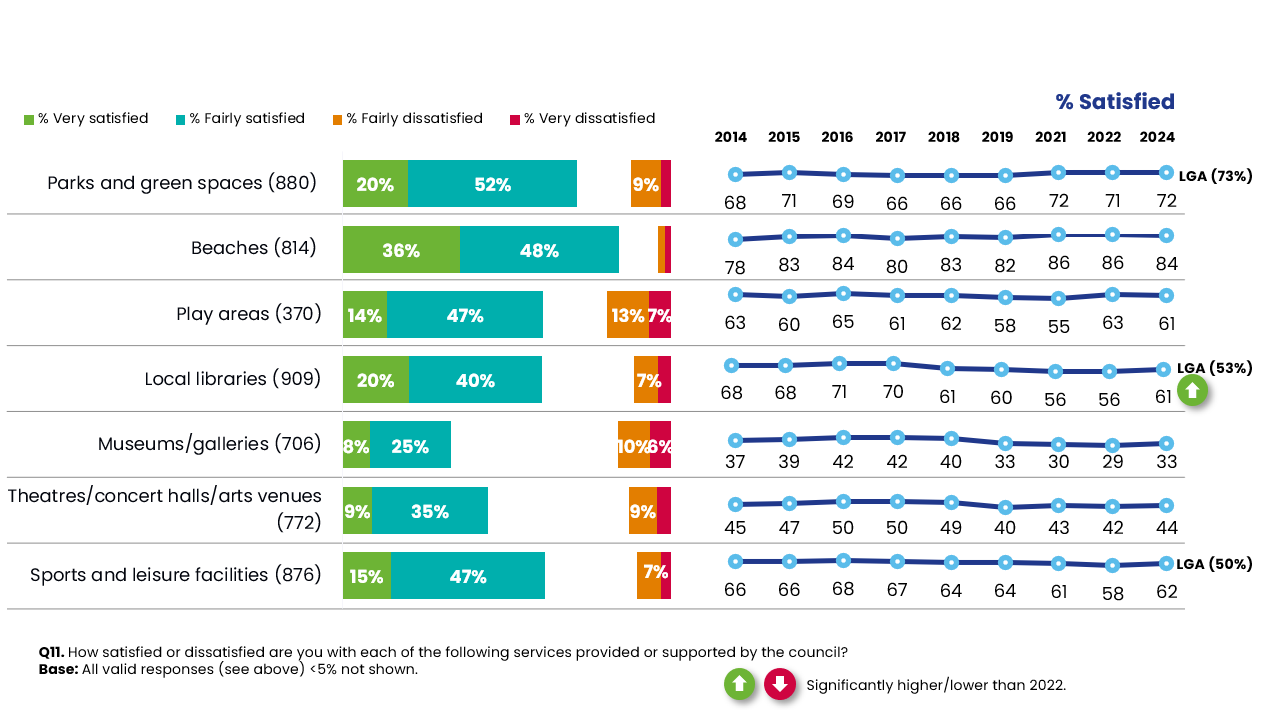 % Satisfied
% Very satisfied % Fairly satisfied % Fairly dissatisfied % Very dissatisfied
2014 2015 2016 2017 2018 2019 2021 2022 2024
Parks and green spaces (880) 20% 52% 9% 68 71 69 66 66 66 72 71 72 LGA (73%)
Beaches (814) 36% 48% 78 83 84 80 83 82 86 86 84
Play areas (370) 14% 47% 13% 7% 63 60 65 61 62 58 55 63 61
Local libraries (909) 20% 40% 7% 68 68 71 70 61 60 56 56 61 LGA (53%)
Museums/galleries (706) 8% 25% 10% 6% 37 39 42 42 40 33 30 29 33
Theatres/concert halls/arts venues
(772) 9% 35% 9% 45 47 50 50 49 40 43 42 44
Sports and leisure facilities (876) 15% 47% 7% 66 66 68 67 64 64 61 58 62 LGA (50%)
Q11. How satisfied or dissatisfied are you with each of the following services provided or supported by the council?
Base: All valid responses (see above) <5% not shown.
Significantly higher/lower than 2022.